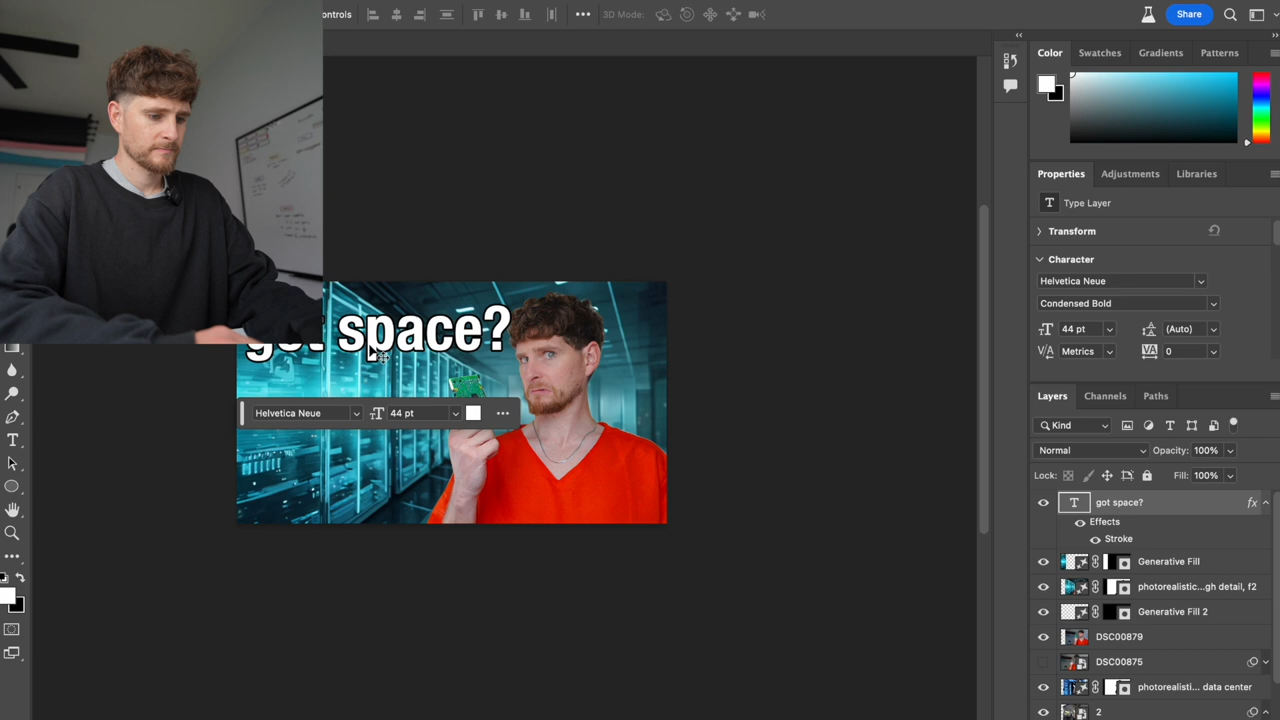 ontrols
3D Mode:
Share
Color
Swatches
Gradients
Patterns
Properties
Adjustments
Libraries
T
Type Layer
Transform
Character
Helvetica Neue
Condensed Bold
44 pt
(Auto)
Metrics
0
got space?
Helvetica Neue
44 pt
Layers
Channels
Paths
Kind
Normal
Opacity: 100%
Lock:
Fill: 100%
T got space? fx
Effects
Stroke
Generative Fill
photorealistic...gh detail, f2
Generative Fill 2
DSC00879
DSC00875
photorealisti... data center
2